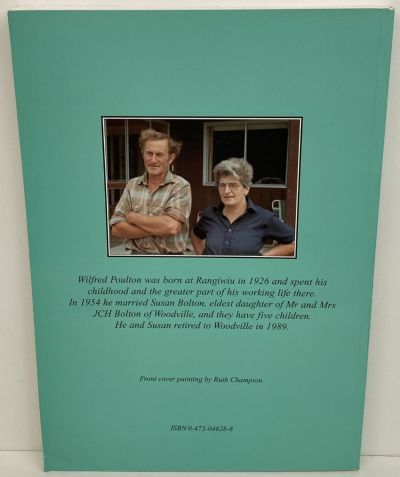 Wilfred Poulton was born at Rangiwiu in 1926 and spent his
childhood and the greater part of his working life there.
In 1954 he married Susan Bolton, eldest daughter of Mr and Mrs
JCH Bolton of Woodville, and they have five children.
He and Susan retired to Woodville in 1989.
Front cover painting by Ruth Champion.
ISBN 0-473-04628-8